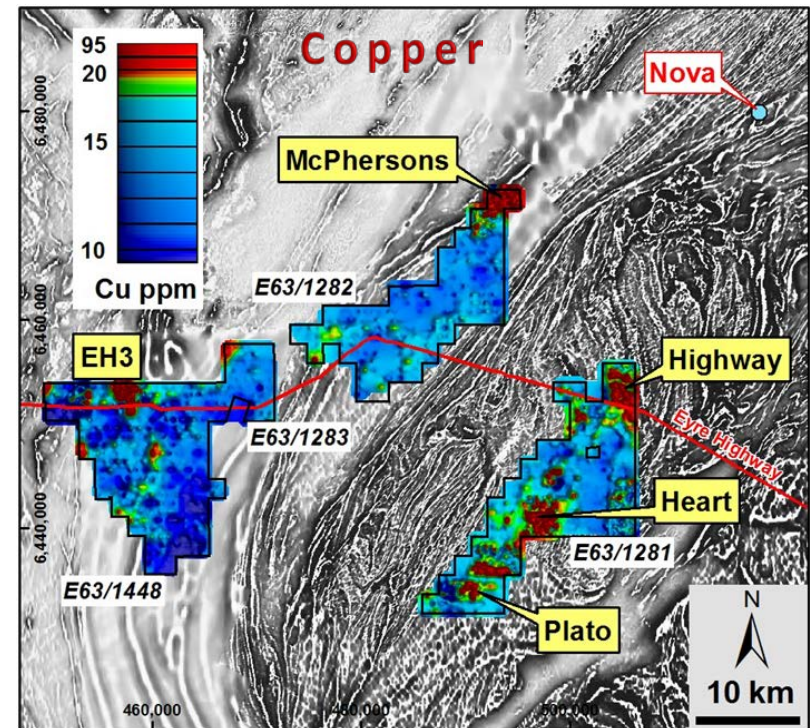 Copper
95
20
15
10
Cu ppm
Nova
McPhersons
6,480,000
E63/1282
6,460,000
EH3
Highway
E63/1283
Eyre Highway
Heart
6,440,000
E63/1281
E63/1448
Plato
N
10 km
460,000
480,000
500,000